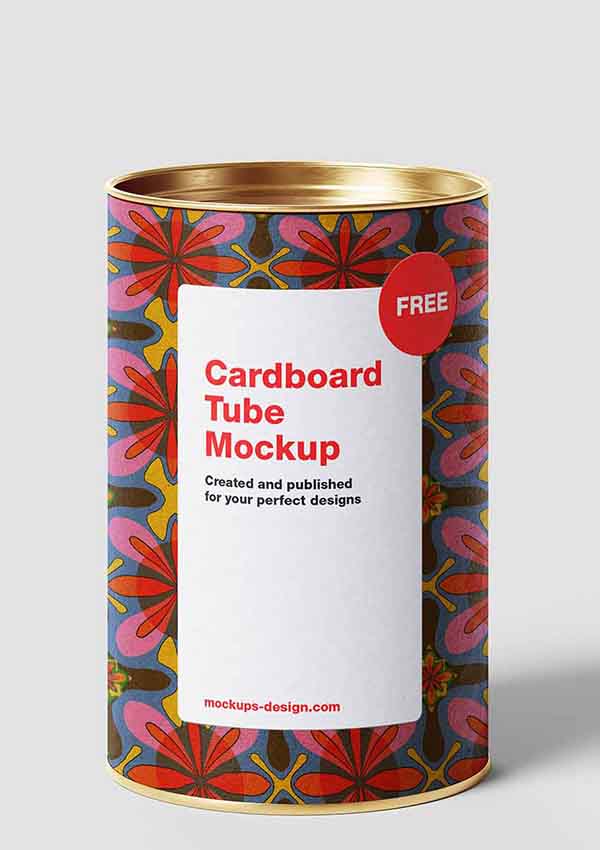 FREE
Cardboard
Tube
Mockup
Created and published
for your perfect designs
mockups-design.com